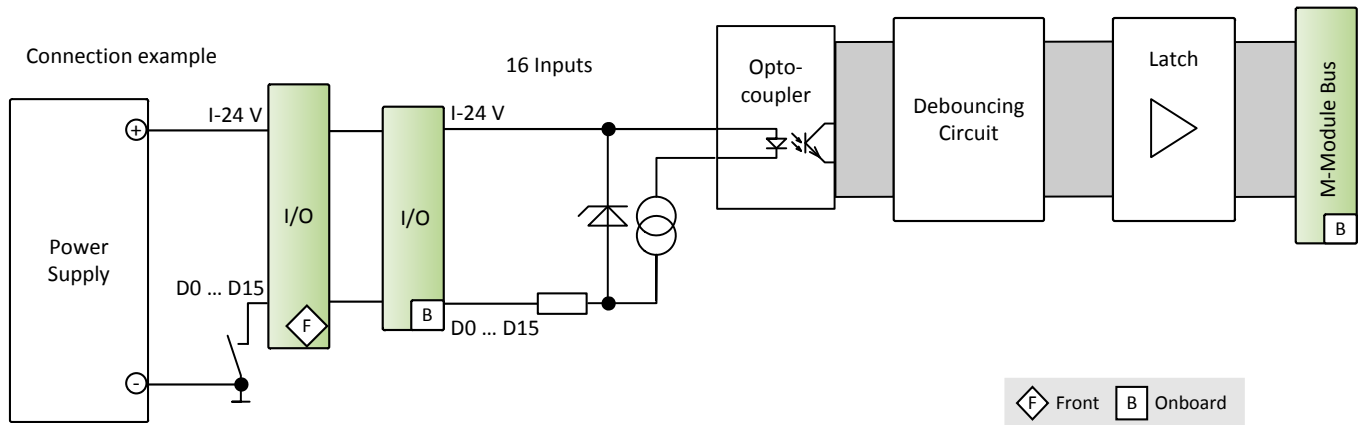 Connection example
16 Inputs
I-24 V
I-24 V
+
Power
Supply
-
I/O
F
I/O
B
D0 ... D15
D0 ... D15
Opto-
coupler
Debouncing
Circuit
Latch
M-Module Bus
B
F Front B Onboard